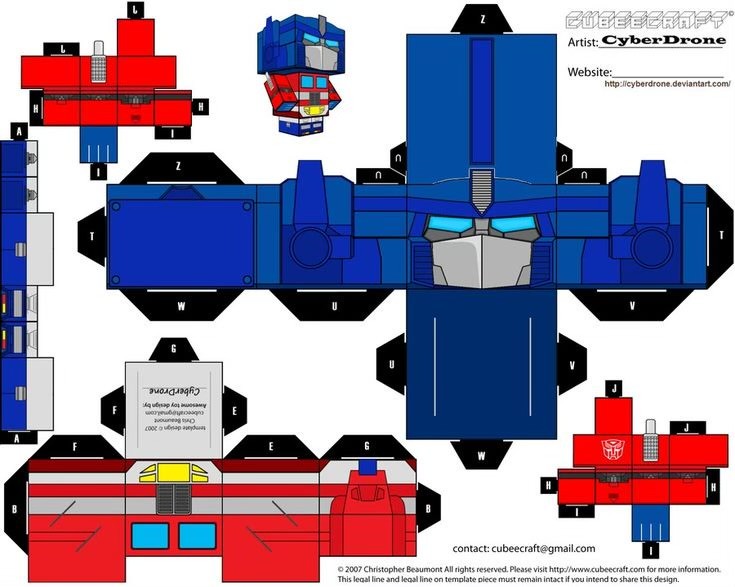 CUBEECRAFT©
Artist: CyberDrone
Website:
http://cyberdrone.deviantart.com/
Z
J
J
H
H
I
I
A
Z
U
U
U
U
T
T
W
U
V
U
V
W
A
G
F
E
CyberDrone
Awesome toy design by:
cubeecraft@gmail.com
Chris Beaumont
template design © 2007
F
E
G
B
B
J
J
H
H
I
I
contact: cubeecraft@gmail.com
© 2007 Christopher Beaumont All rights reserved. Please visit http://www.cubeecraft.com for more information.
This legal line and legal line on template piece must remain intact if you intend to share this design.